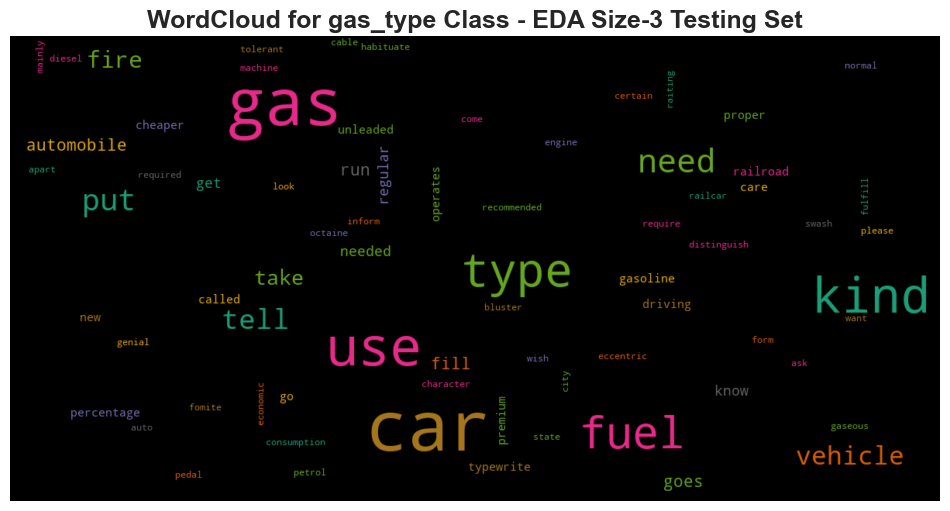 WordCloud for gas_type Class - EDA Size-3 Testing Set
mainly
diesel
fire
tolerant
machine
cable
habituate
normal
gas
certain
raiting
proper
cheaper
unleaded
come
engine
automobile
apart
required
get
look
run
regular
operates
need
railroad
care
railcar
fulfill
put
recommended
inform
octaine
require
swash
please
distinguish
needed
take
type
gasoline
kind
called
tell
bluster
driving
want
new
genial
use
fill
wish
eccentric
form
ask
character
city
know
percentage
fomite
auto
economic
go
car
premium
state
fuel
gaseous
consumption
typewrite
vehicle
pedal
petrol
goes